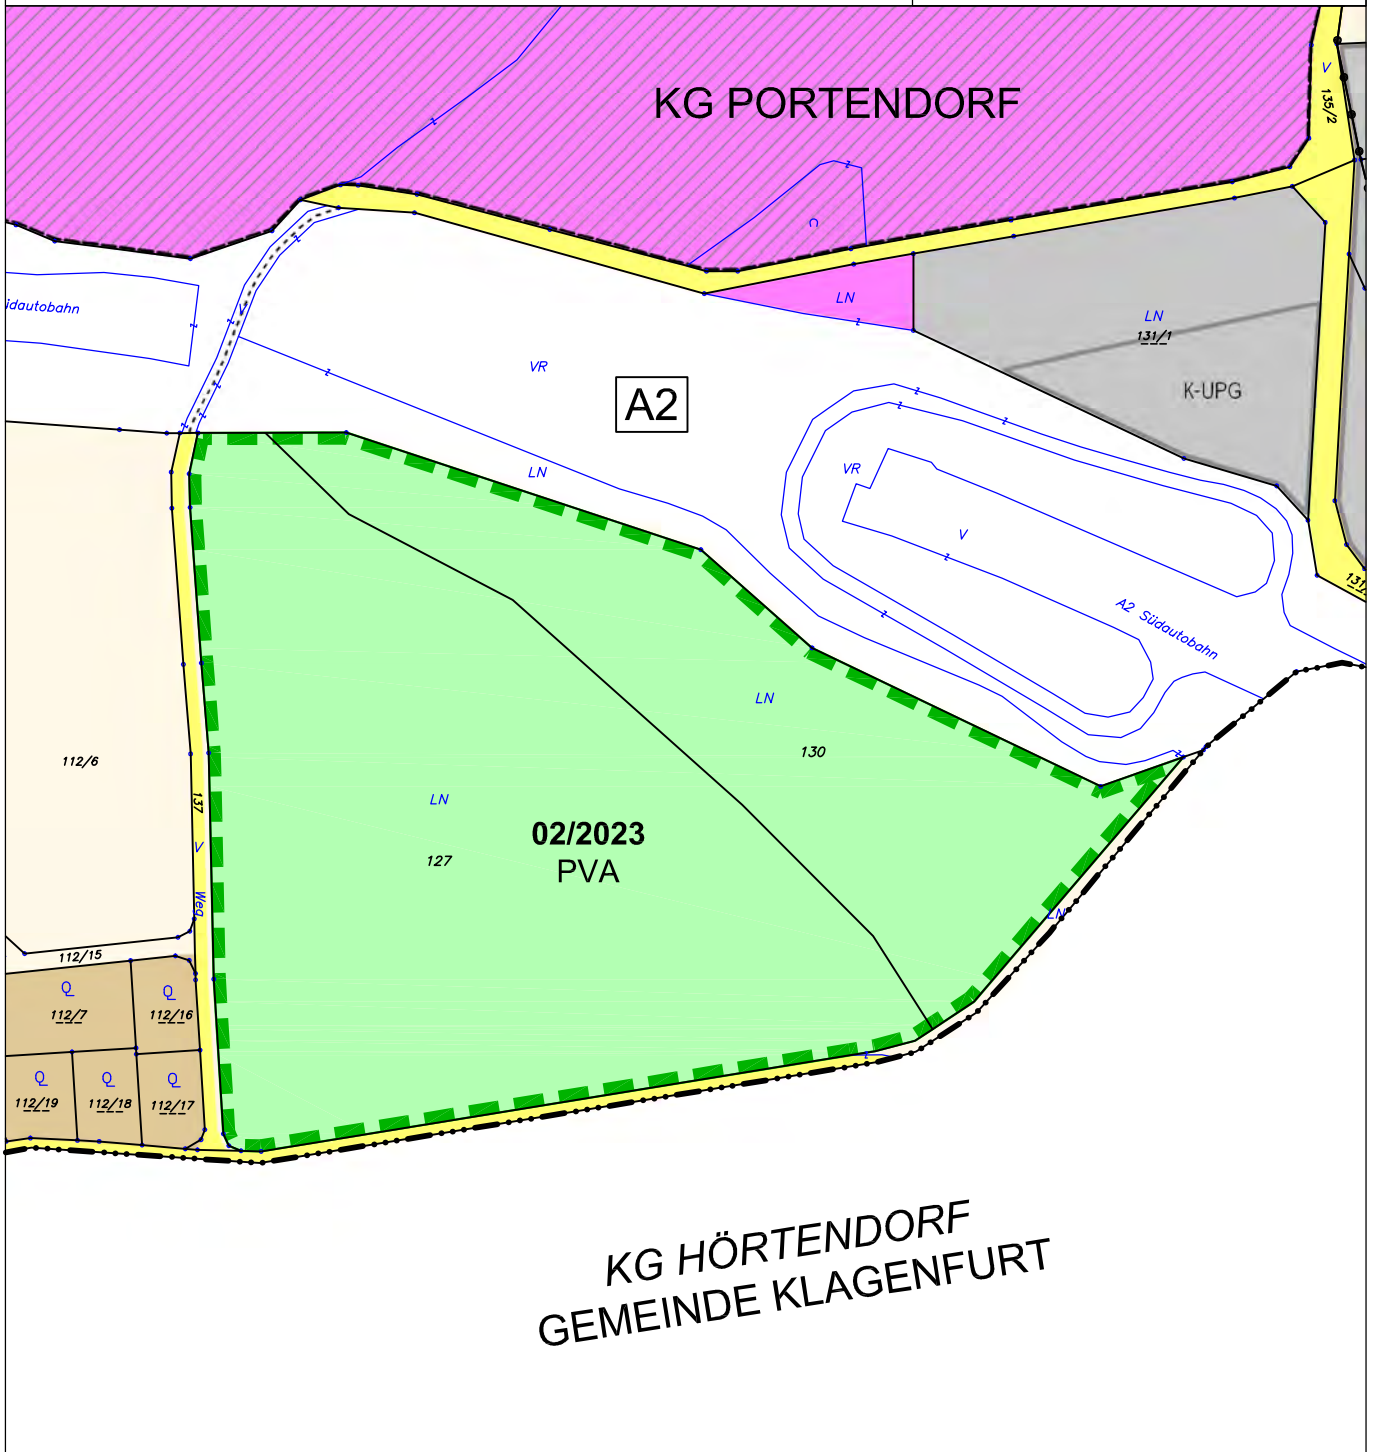 KG PORTENDORF
V
135/2
LN
LN
131/1
K-UPG
Südautobahn
V
VR
A2
LN
VR
V
A2 Südautobahn
LN
130
112/6
137
V
Weg
LN
127
02/2023
PVA
LN
112/15
Q
112/7
Q
112/16
Q
112/19
Q
112/18
Q
112/17
KG HÖRTENDORF
GEMEINDE KLAGENFURT